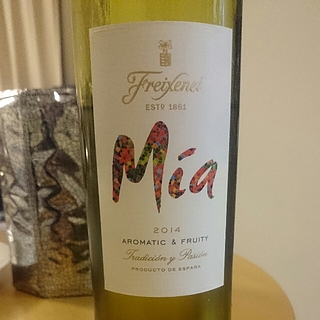 Freixenet
ESTD 1861
Mía
2014
AROMATIC & FRUITY
Tradición y Pasión
PRODUCTO DE ESPAÑA